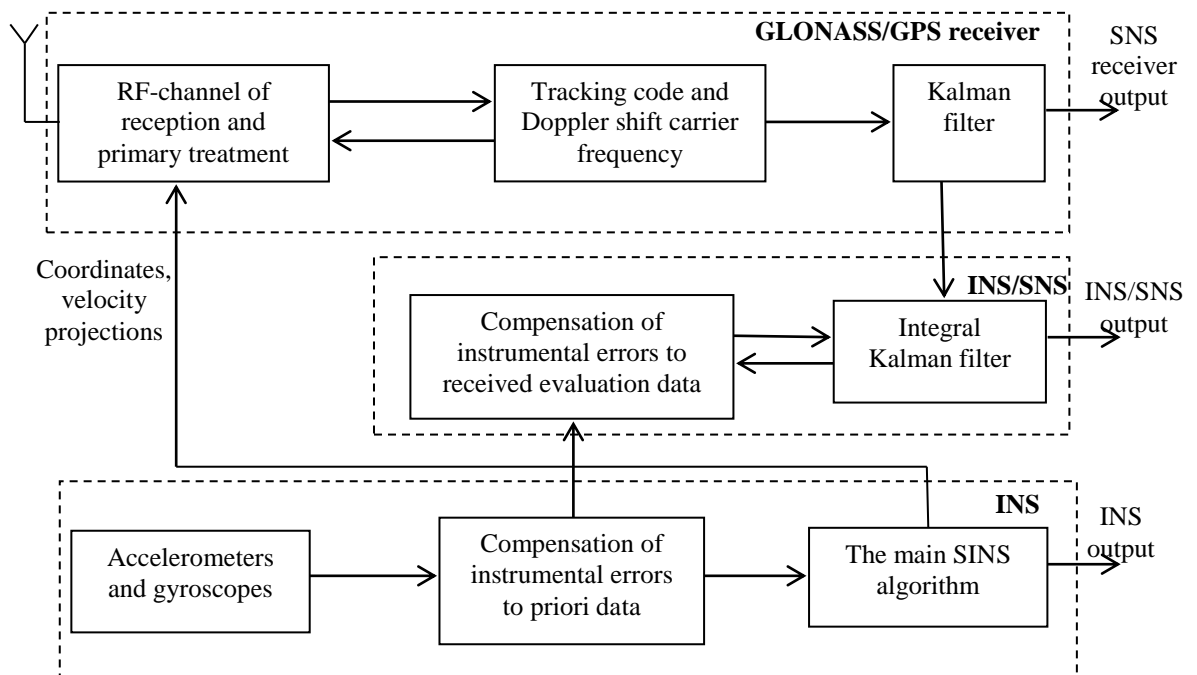 GLONASS/GPS receiver
SNS
receiver
output
RF-channel of
reception and
primary treatment
Tracking code and
Doppler shift carrier
frequency
Kalman
filter
Coordinates,
velocity
projections
INS/SNS
INS/SNS
output
Compensation of
instrumental errors to
received evaluation data
Integral
Kalman filter
INS
INS
output
Accelerometers
and gyroscopes
Compensation of
instrumental errors
to priori data
The main SINS
algorithm